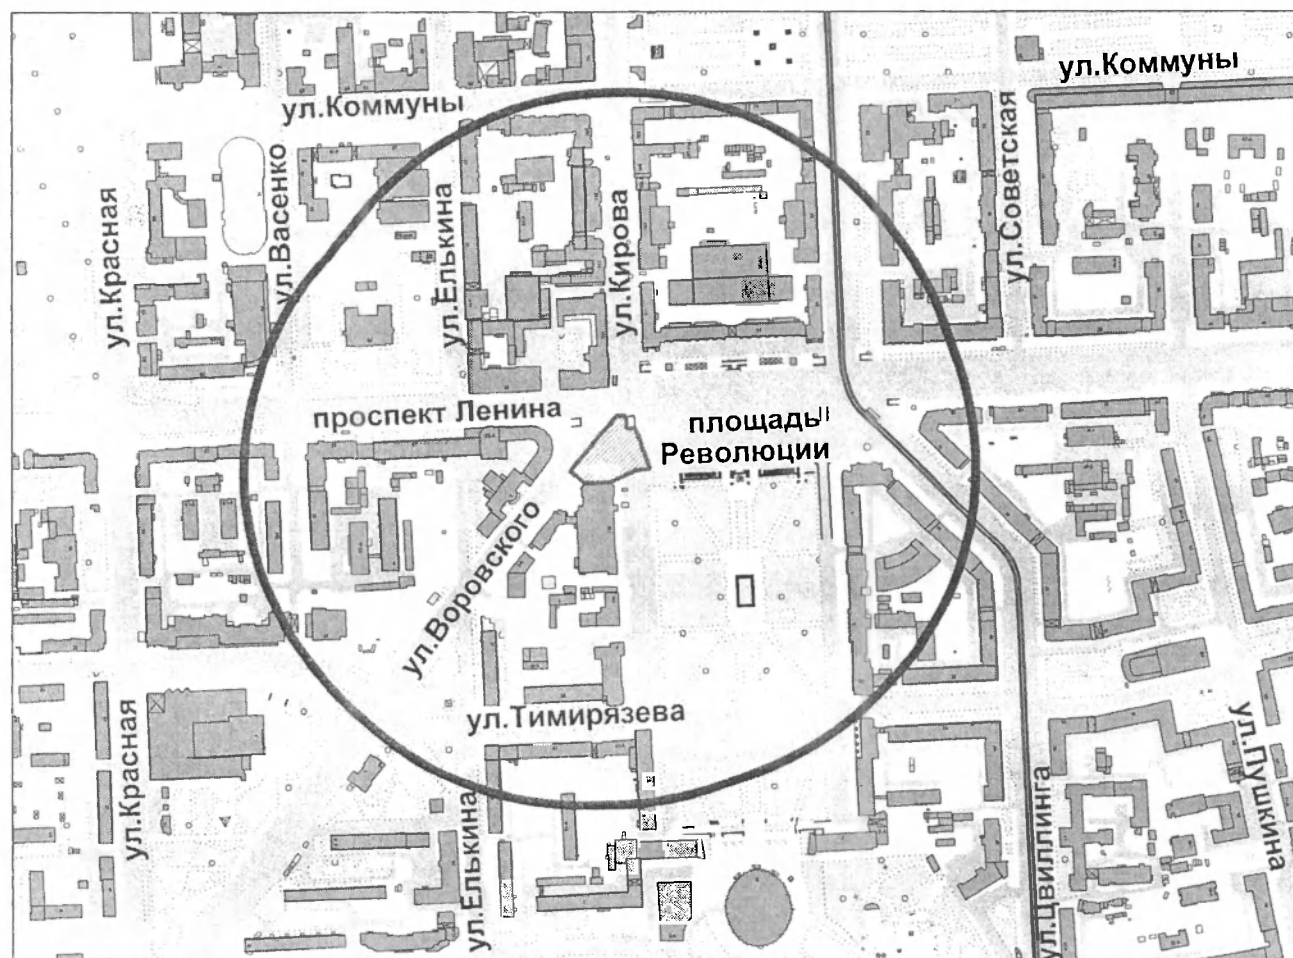 ул.Коммуны
ул.Коммуны
ул.Красная
ул.Васенко
ул.Елькина
ул.Кирова
ул.Советская
проспект Ленина
площадь
Революции
ул.Воровского
ул.Тимирязева
ул.Красная
ул.Елькина
ул.Цвиллинга
ул.Пушкина